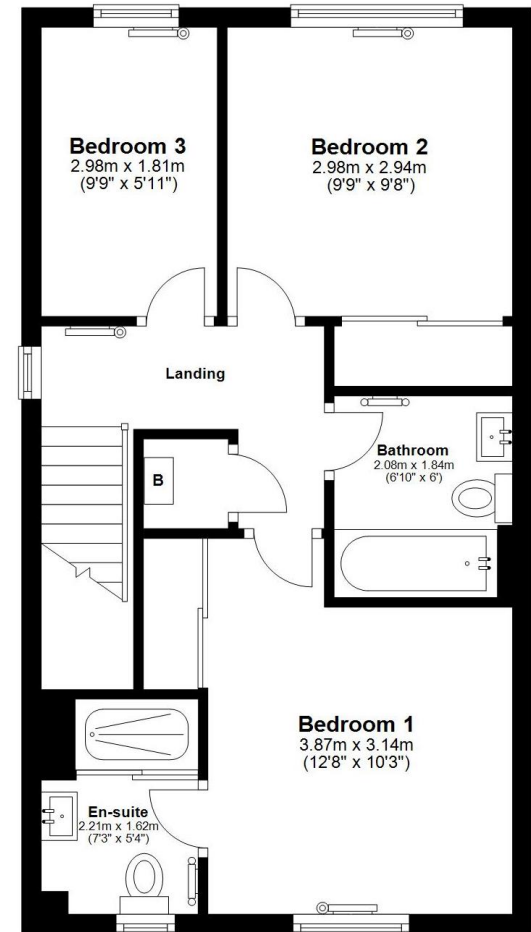 Bedroom 3
2.98m x 1.81m
(9'9" x 5'11")
Bedroom 2
2.98m x 2.94m
(9'9" x 9'8")
Landing
Bathroom
2.08m x 1.84m
(6'10" x 6')
B
Bedroom 1
3.87m x 3.14m
(12'8" x 10'3")
En-suite
2.21m x 1.62m
(7'3" x 5'4")